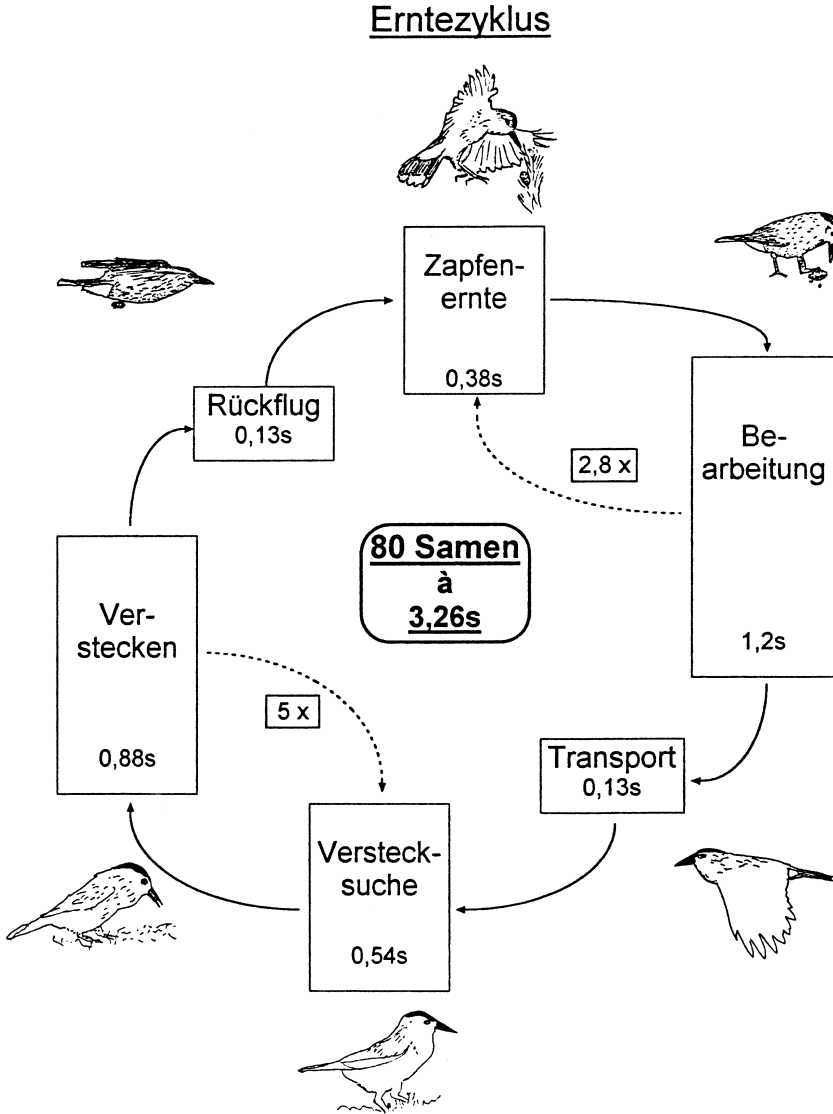 Erntezyklus
Zapfen-
ernte
0,38s
Be-
arbeitung
1,2s
2,8 x
Transport
0,13s
Versteck-
suche
0,54s
Ver-
stecken
0,88s
5 x
Rückflug
0,13s
80 Samen
à
3,26s